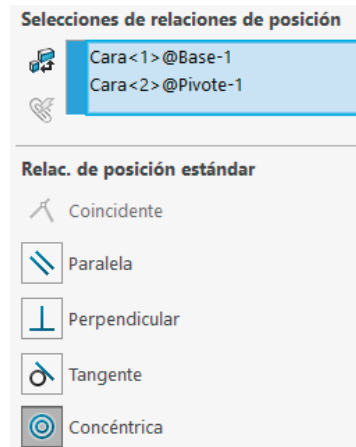 Selecciones de relaciones de posición
Cara<1>@Base-1
Cara<2>@Pivote-1
Relac. de posición estándar
Coincidente
Paralela
Perpendicular
Tangente
Concéntrica